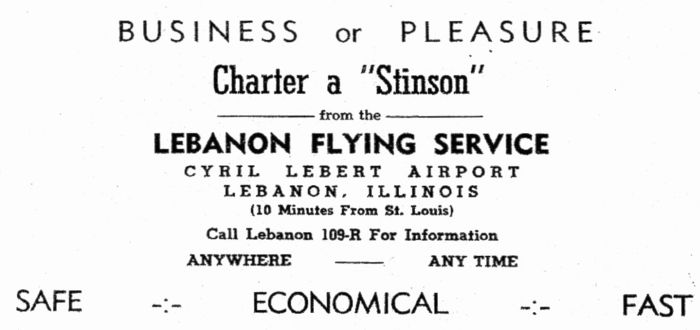 BUSINESS or PLEASURE
Charter a "Stinson"
from the
LEBANON FLYING SERVICE
CYRIL LEBERT AIRPORT
LEBANON, ILLINOIS
(10 Minutes From St. Louis)
Call Lebanon 109-R For Information
ANYWHERE —— ANY TIME
SAFE -:- ECONOMICAL -:- FAST